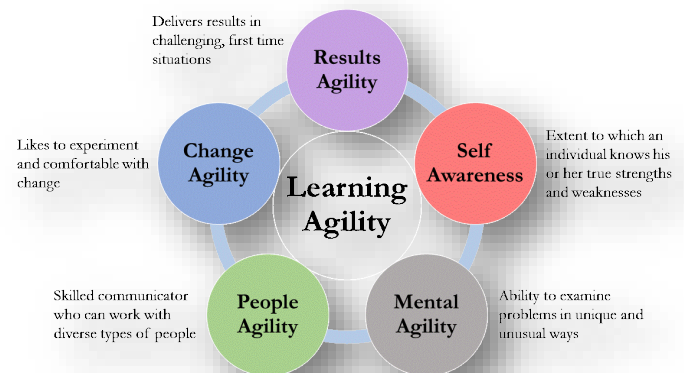 Delivers results in
challenging, first time
situations
Results
Agility
Change
Agility
Likes to experiment
and comfortable with
change
Self
Awareness
Extent to which an
individual knows his
or her true strengths
and weaknesses
Learning
Agility
People
Agility
Skilled communicator
who can work with
diverse types of people
Mental
Agility
Ability to examine
problems in unique and
unusual ways